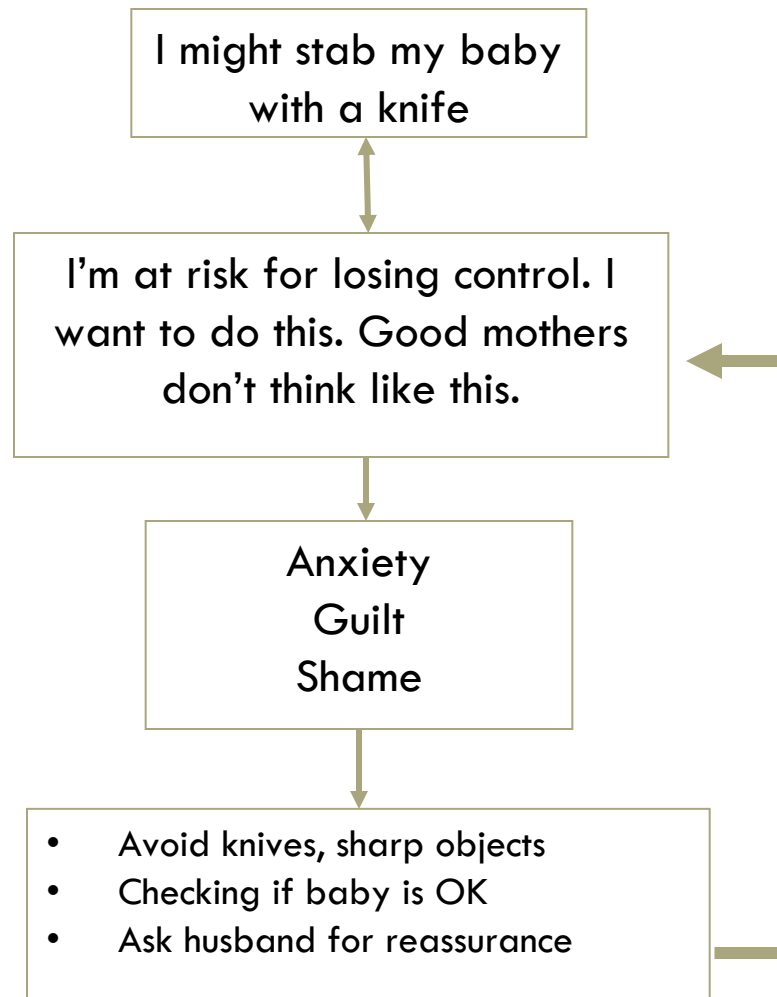 I might stab my baby
with a knife
I'm at risk for losing control. I
want to do this. Good mothers
don't think like this.
Anxiety
Guilt
Shame
• Avoid knives, sharp objects
• Checking if baby is OK
• Ask husband for reassurance